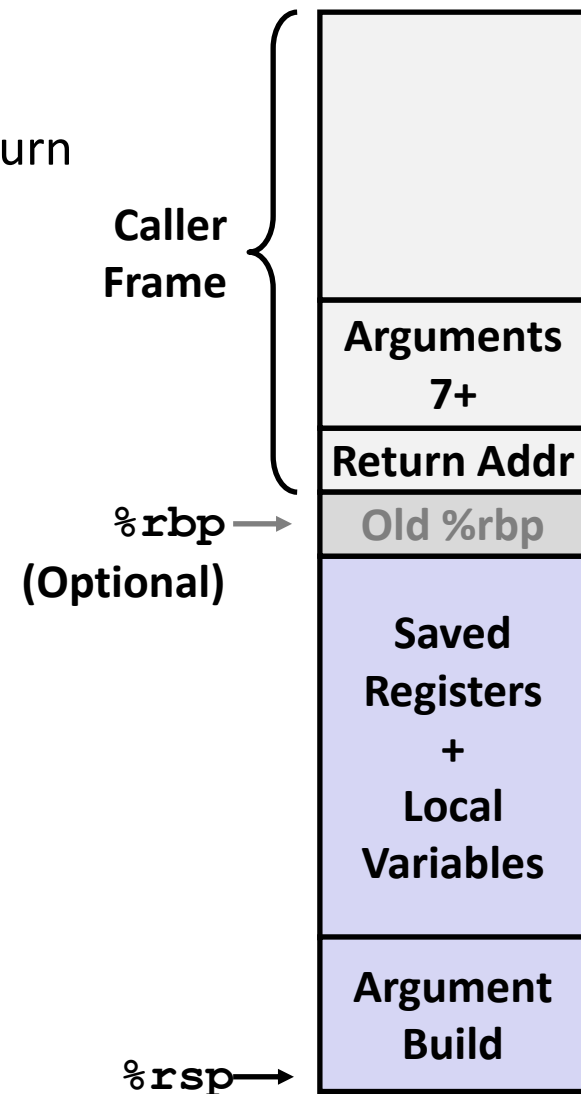 urn
Caller
Frame
Arguments
7+
Return Addr
%rbp
Old %rbp
(Optional)
Saved
Registers
+
Local
Variables
Argument
Build
%rsp